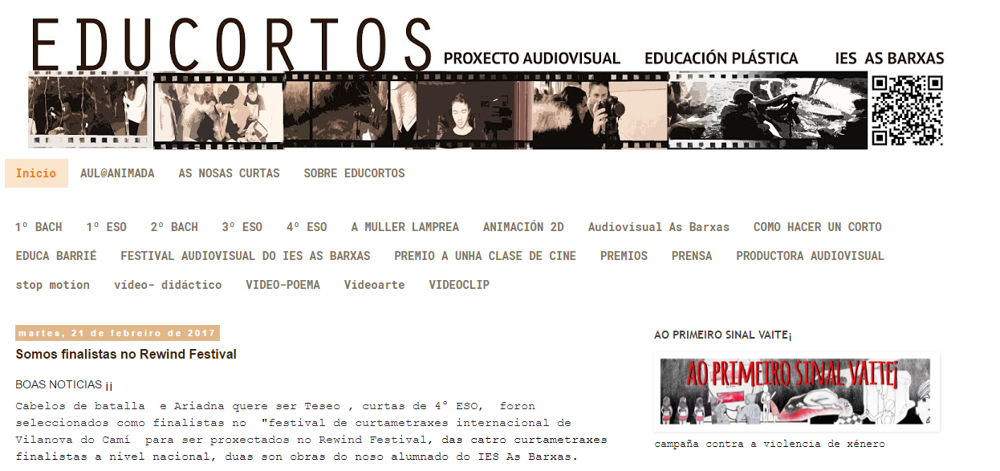 EDUCORTOS
PROXECTO AUDIOVISUAL EDUCACIÓN PLÁSTICA IES AS BARXAS
Inicio AUL@ANIMADA AS NOSAS CURTAS SOBRE EDUCORTOS
1º BACH 1º ESO 2º BACH 3º ESO 4º ESO A MULLER LAMPREA ANIMACIÓN 2D Audiovisual As Barxas COMO HACER UN CORTO
EDUCA BARRIÉ FESTIVAL AUDIOVISUAL DO IES AS BARXAS PREMIO A UNHA CLASE DE CINE PREMIOS PRENSA PRODUCTORA AUDIOVISUAL
stop motion vídeo- didáctico VIDEO-POEMA Videoarte VIDEOCLIP
martes, 21 de febreiro de 2017
Somos finalistas no Rewind Festival
BOAS NOTICIAS ¡¡
Cabelos de batalla e Ariadna quere ser Teseo , curtas de 4º ESO, foron
seleccionados como finalistas no "festival de curtametraxes internacional de
Vilanova do Camí para ser proxectados no Rewind Festival, das catro curtametraxes
finalistas a nivel nacional, duas son obras do noso alumnado do IES As Barxas.
AO PRIMEIRO SINAL VAITE¡
AO PRIMEIRO SINAL VAITE¡
campaña contra a violencia de xénero